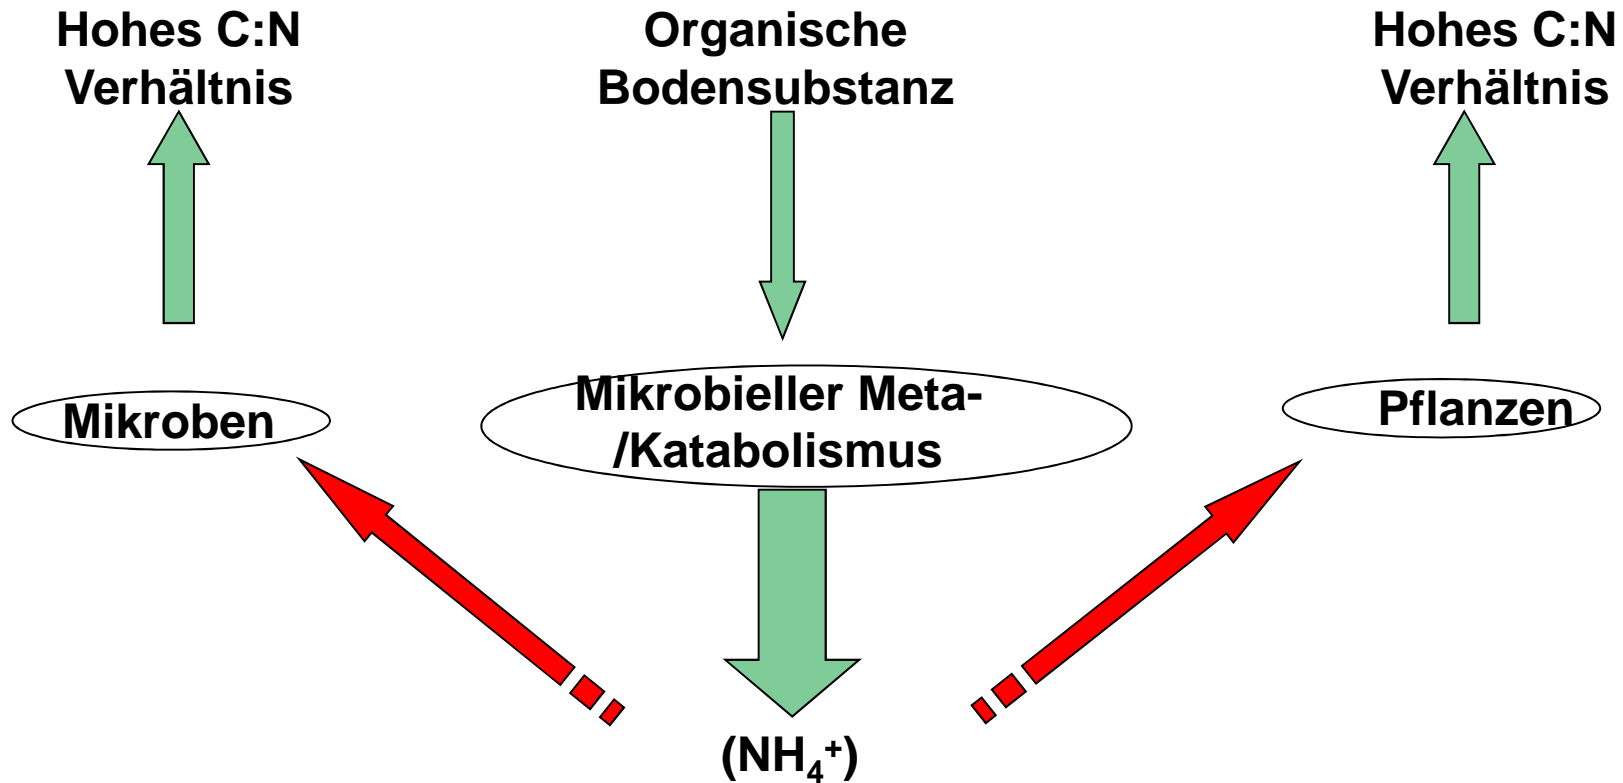 Hohes C:N
Verhältnis
Organische
Bodensubstanz
Hohes C:N
Verhältnis
Mikroben
Mikrobieller Meta-
/Katabolismus
Pflanzen
(NH₄⁺)